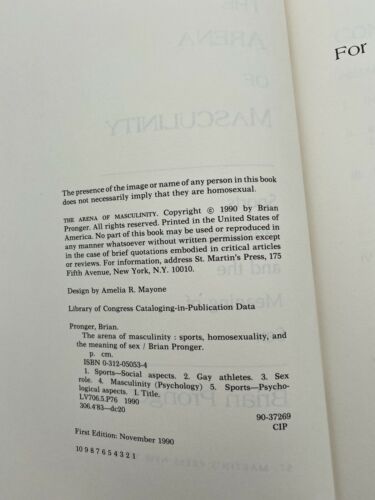 THE
ARENA
OF
MASCULINITY
For
The presence of the image or name of any person in this book
does not necessarily imply that they are homosexual.
THE ARENA OF MASCULINITY. Copyright © 1990 by Brian
Pronger. All rights reserved. Printed in the United States of
America. No part of this book may be used or reproduced in
any manner whatsoever without written permission except
in the case of brief quotations embodied in critical articles
or reviews. For information, address St. Martin's Press, 175
Fifth Avenue, New York, N.Y. 10010.
Design by Amelia R. Mayone
Library of Congress Cataloging-in-Publication Data
Pronger, Brian.
The arena of masculinity : sports, homosexuality, and
the meaning of sex / Brian Pronger.
p. cm.
ISBN 0-312-05053-4
1. Sports—Social aspects. 2. Gay athletes. 3. Sex
role. 4. Masculinity (Psychology) 5. Sports—Psycho-
logical aspects. I. Title.
LV706.5.P76 1990
306.4'83—dc20
90-37269
CIP
First Edition: November 1990
10 9 8 7 6 5 4 3 2 1